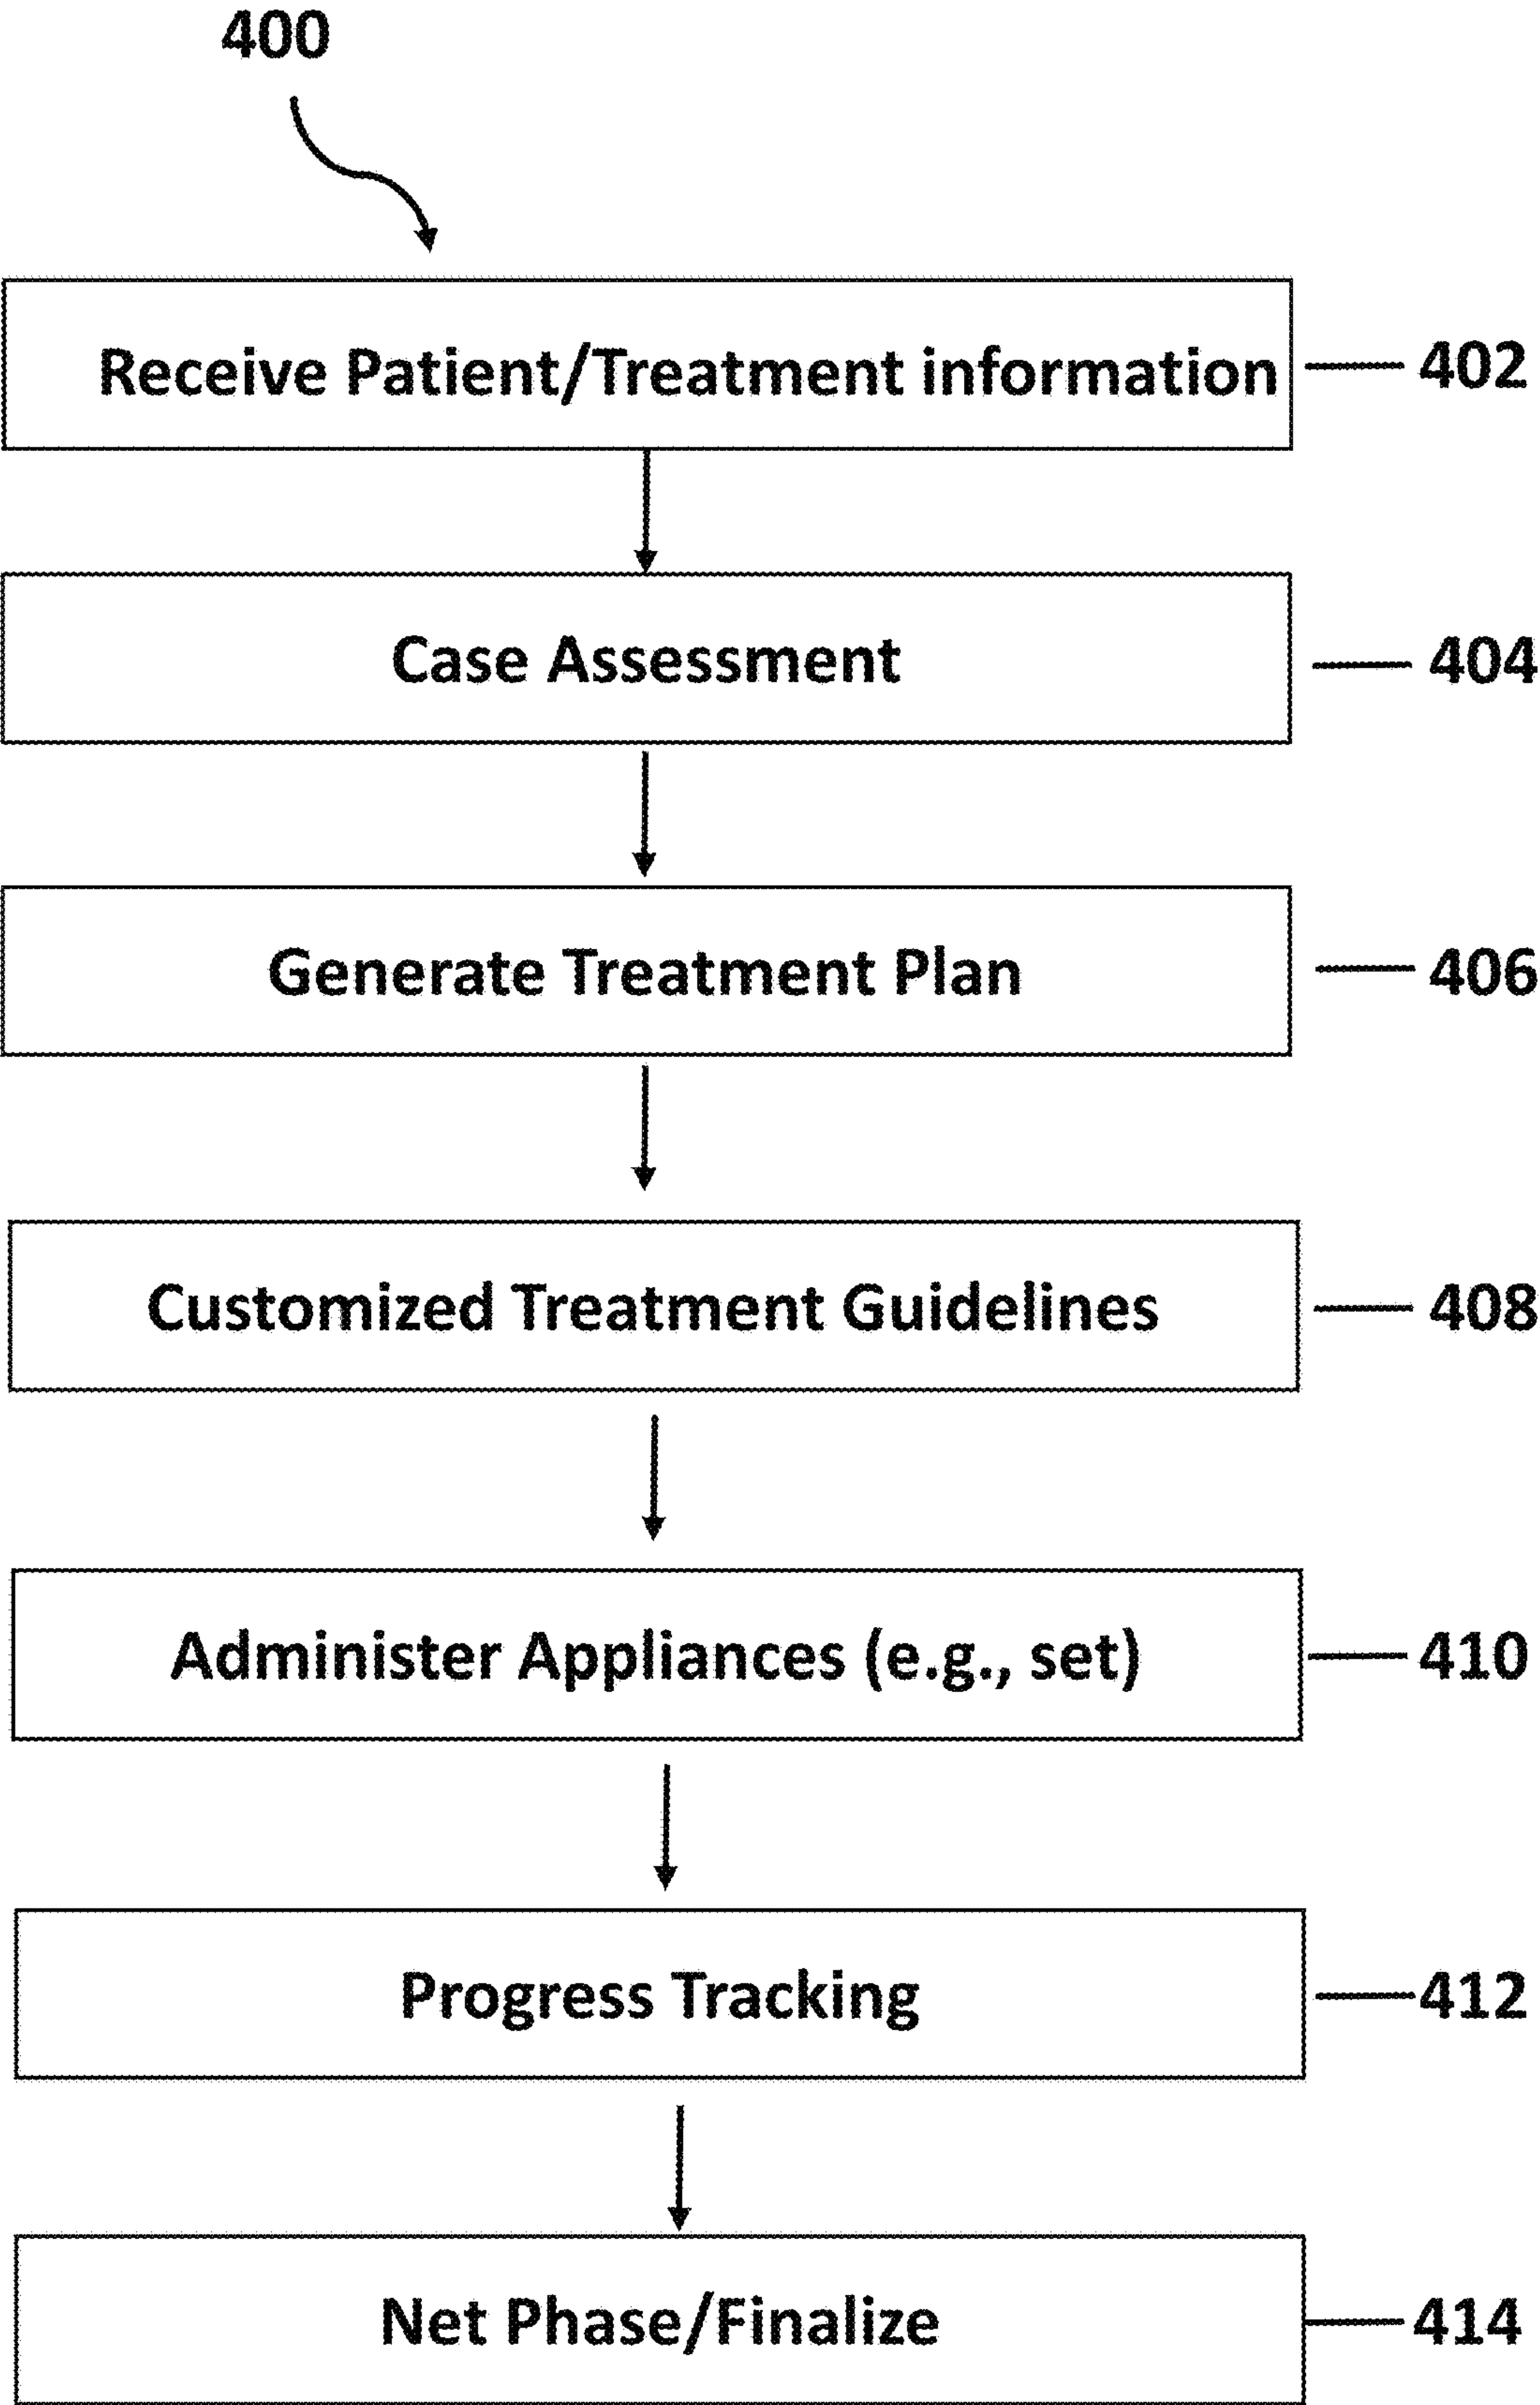 400
Receive Patient/Treatment information 402
Case Assessment 404
Generate Treatment Plan 406
Customized Treatment Guidelines 408
Administer Appliances (e.g., set) 410
Progress Tracking 412
Net Phase/Finalize 414